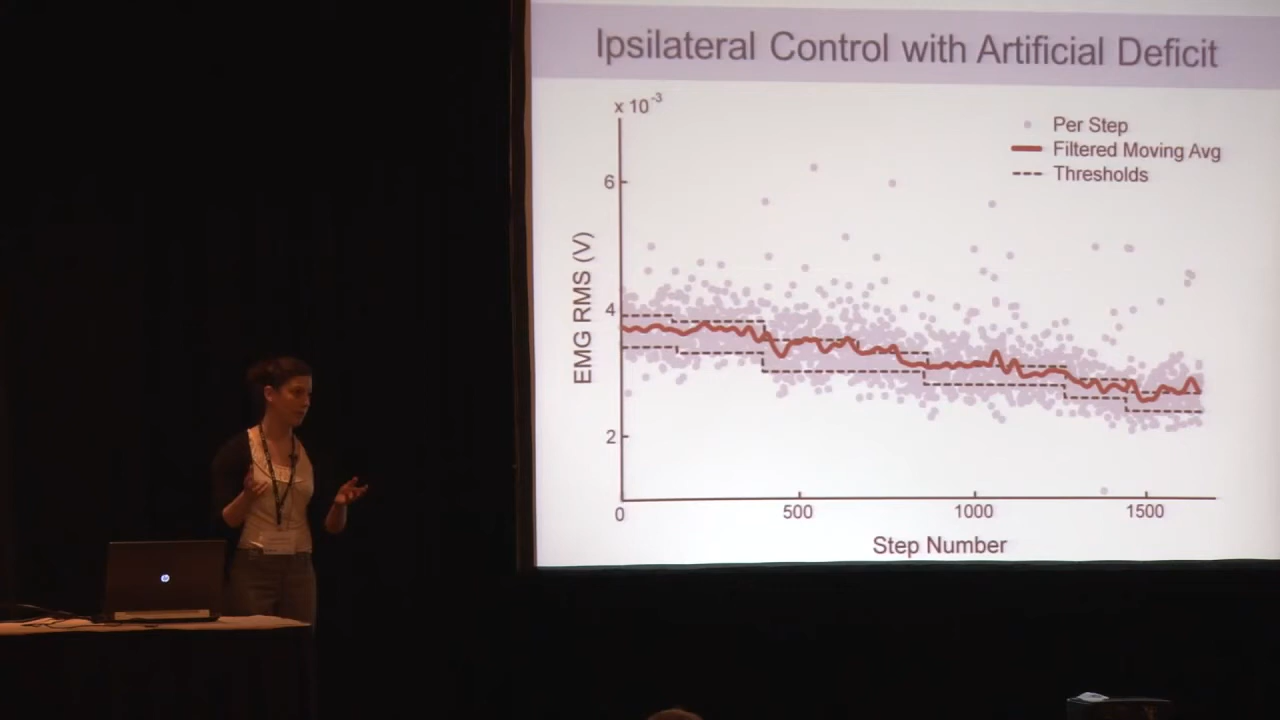 Ipsilateral Control with Artificial Deficit
x 10-3
Per Step
Filtered Moving Avg
Thresholds
6
4
2
EMG RMS (V)
0
500
1000
1500
Step Number
hp